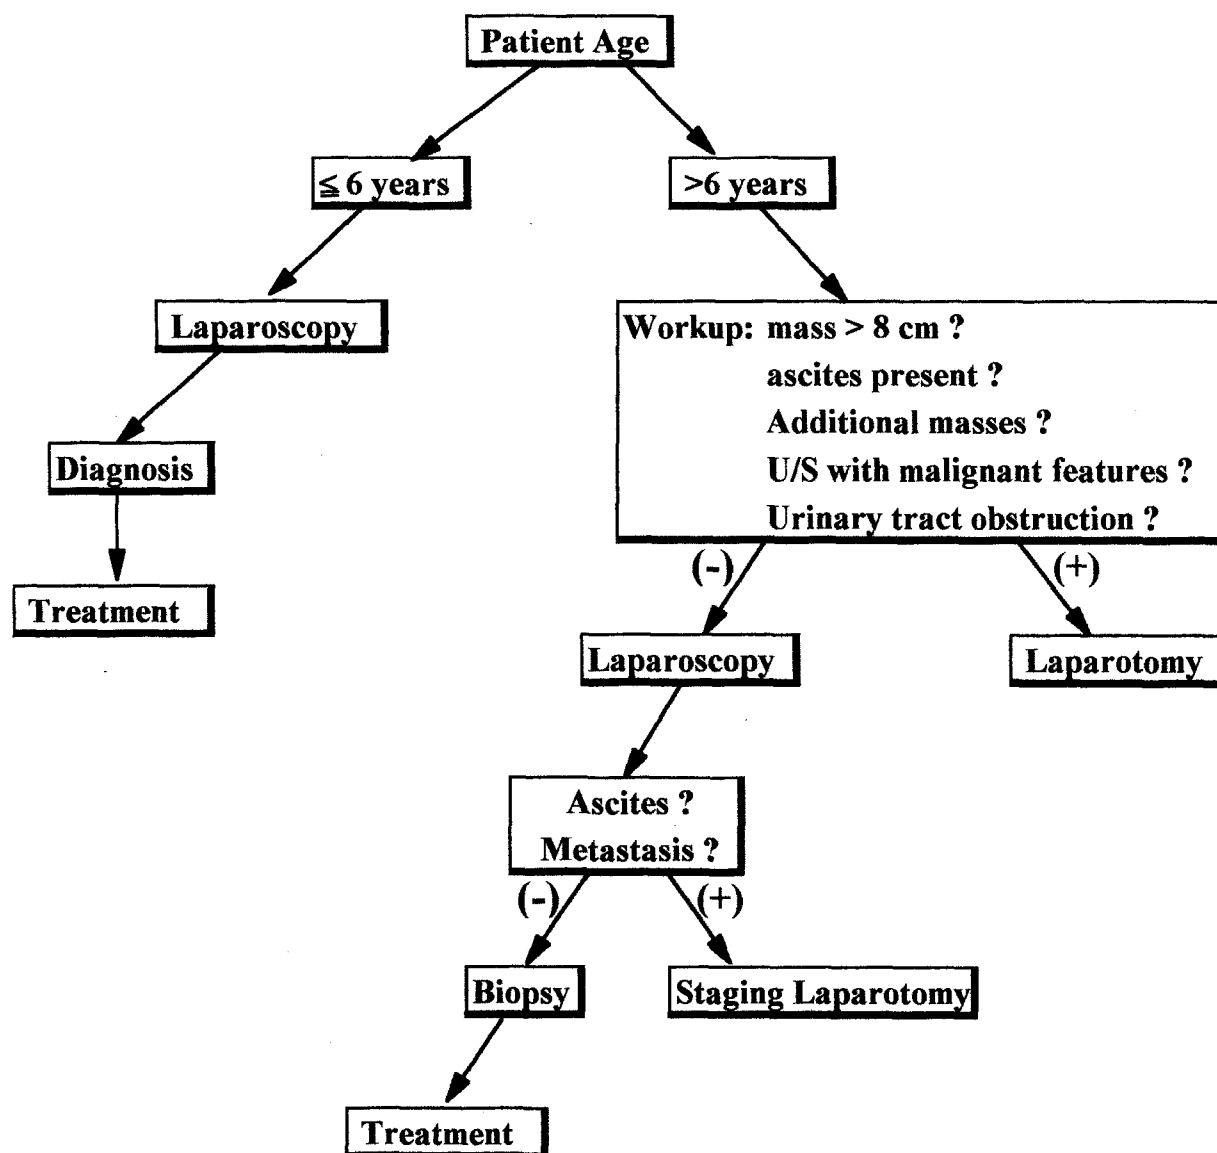 Patient Age
≦ 6 years
>6 years
Laparoscopy
Workup: mass > 8 cm ?
ascites present ?
Additional masses ?
U/S with malignant features ?
Urinary tract obstruction ?
Diagnosis
(-)
(+)
Treatment
Laparoscopy
Laparotomy
Ascites ?
Metastasis ?
(-)
(+)
Biopsy
Staging Laparotomy
Treatment